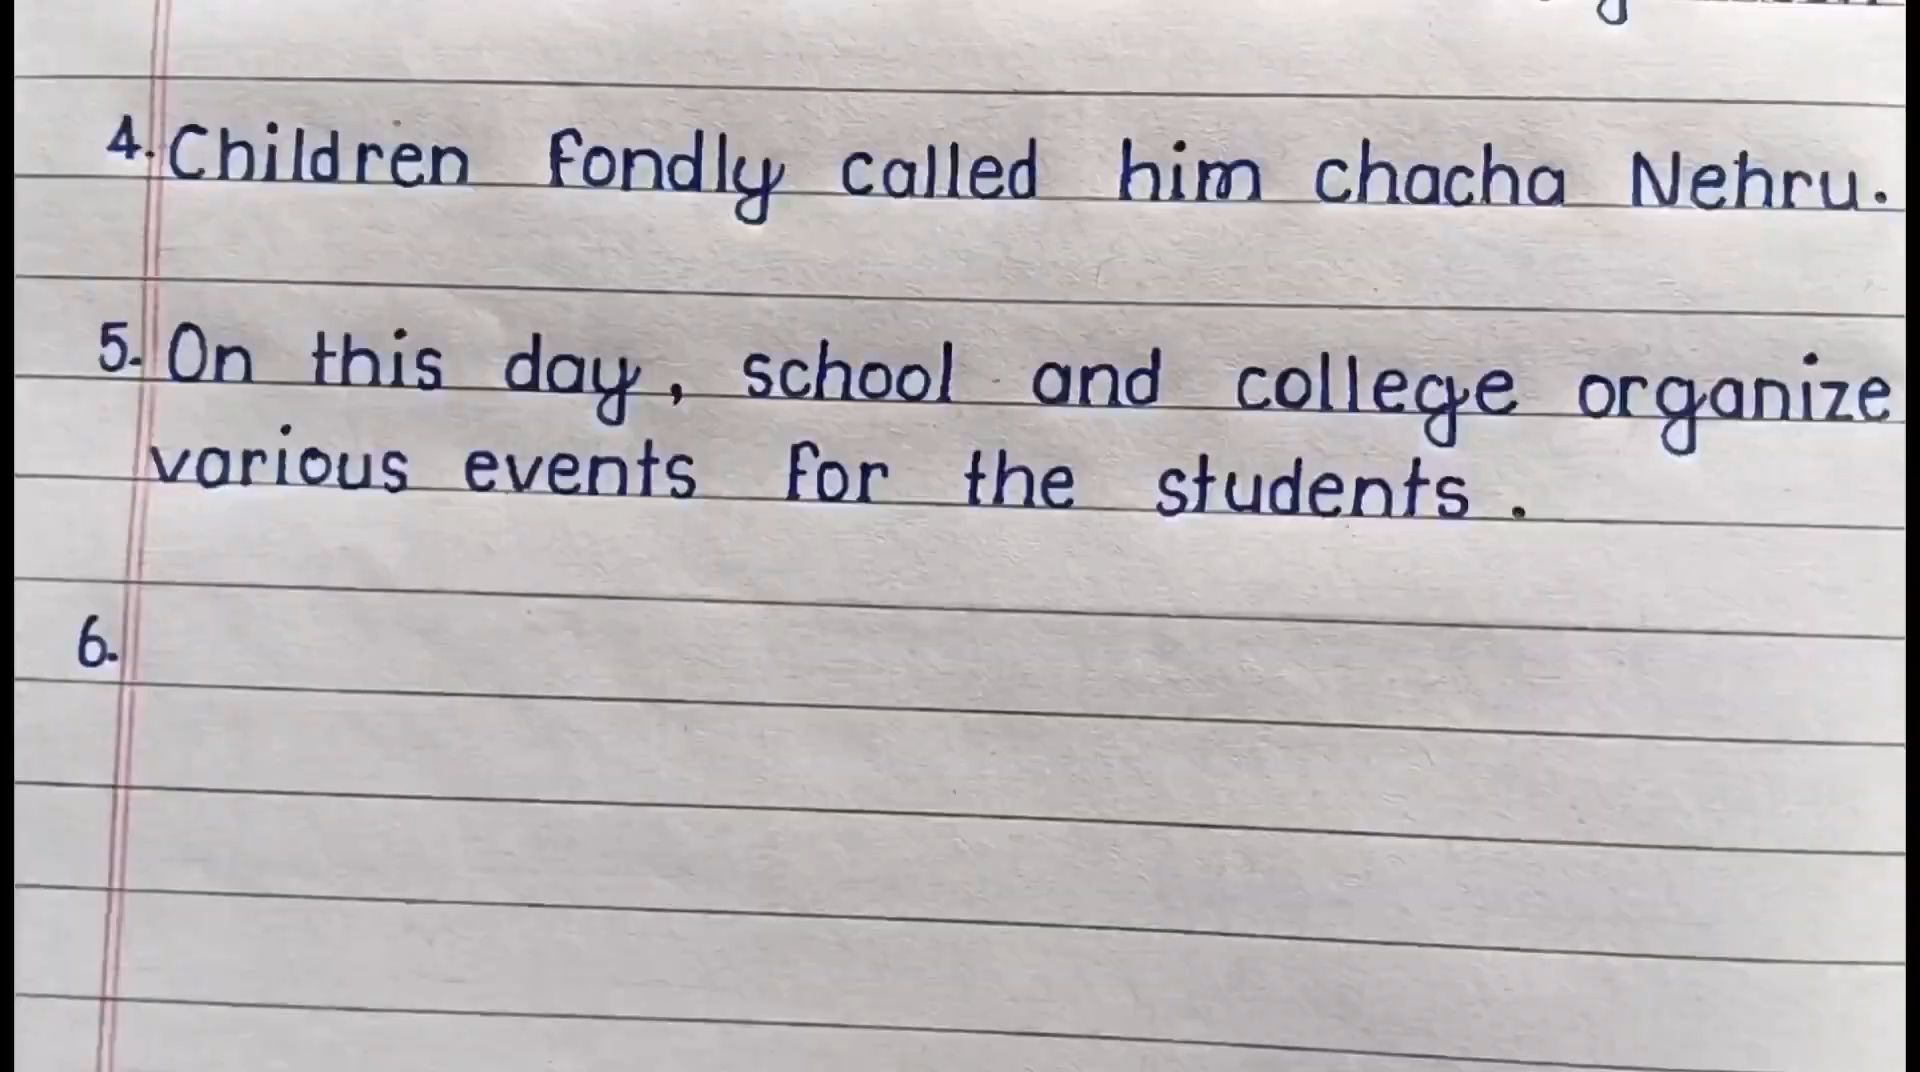 4. Children fondly called him chacha Nehru.
5. On this day, school and college organize
various events for the students.
6.